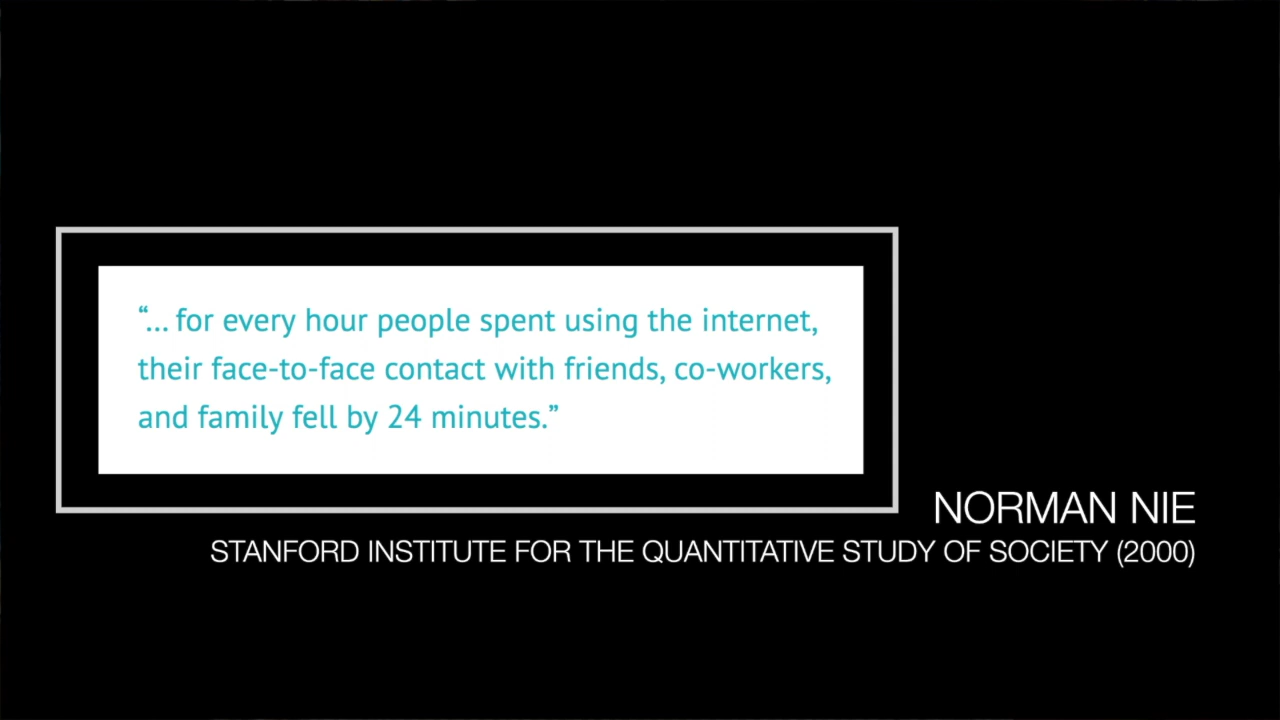 “... for every hour people spent using the internet,
their face-to-face contact with friends, co-workers,
and family fell by 24 minutes.”
NORMAN NIE
STANFORD INSTITUTE FOR THE QUANTITATIVE STUDY OF SOCIETY (2000)